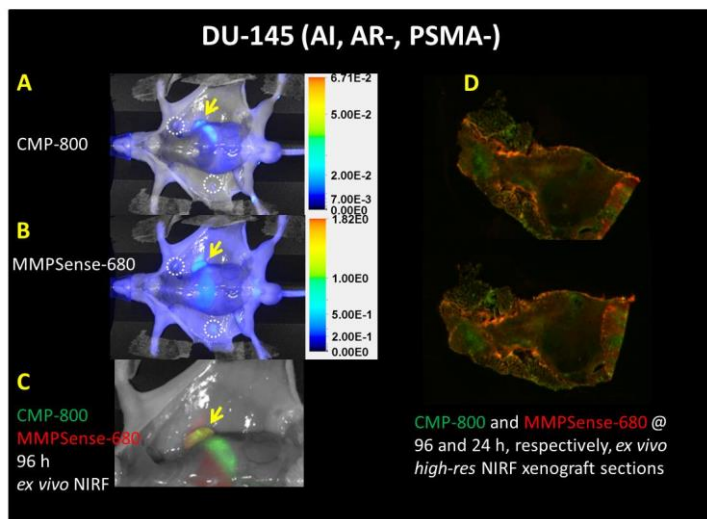 DU-145 (AI, AR-, PSMA-)
A
CMP-800
6.71E-2
5.00E-2
2.00E-2
7.00E-3
0.00E0
B
MMPSense-680
1.82E0
1.00E0
5.00E-1
2.00E-1
0.00E0
C
CMP-800
MMPSense-680
96 h
ex vivo NIRF
D
CMP-800 and MMPSense-680 @
96 and 24 h, respectively, ex vivo
high-res NIRF xenograft sections